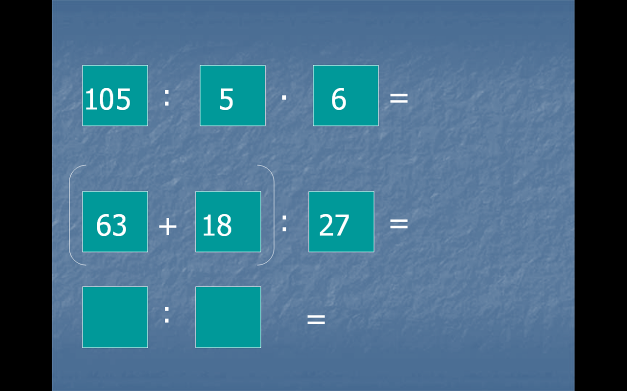 105 : 5 · 6 =
(63 + 18) : 27 =
: =